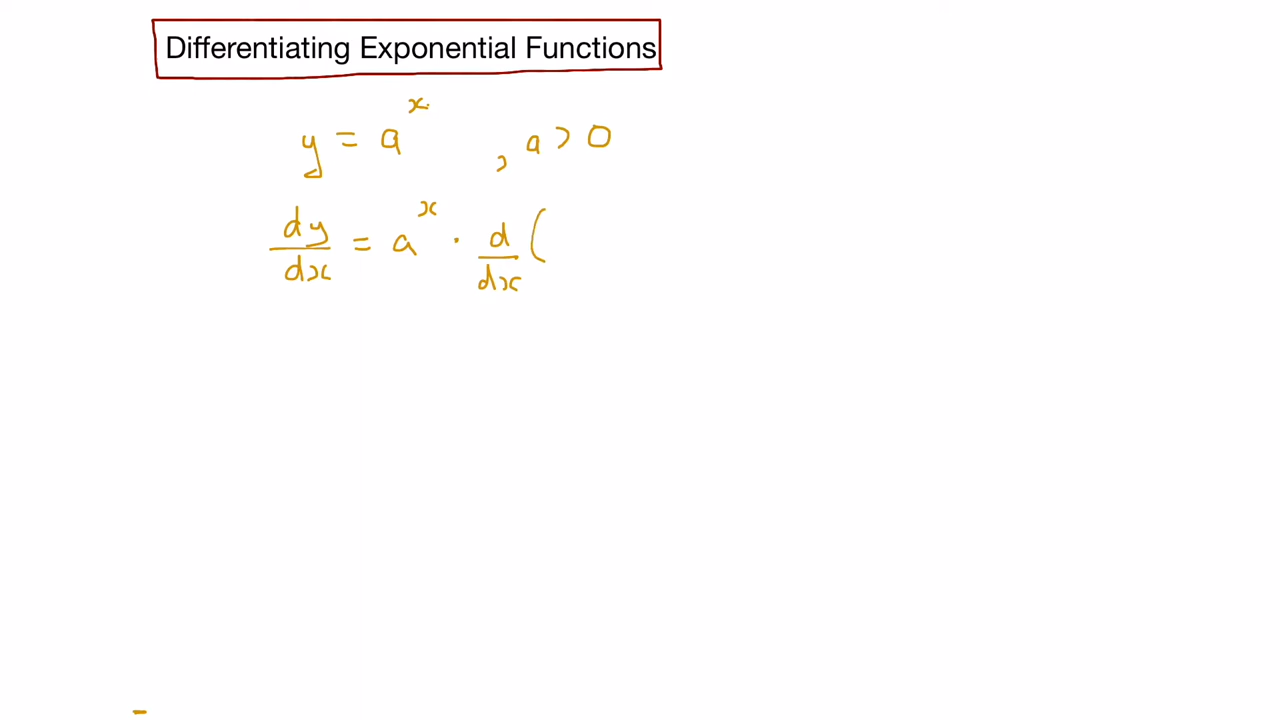 Differentiating Exponential Functions
y = a^x , a > 0
dy/dx = a^x · d/dx (